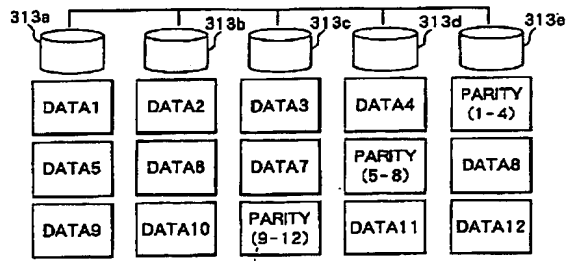 313a 313b 313c 313d 313e
DATA1 DATA2 DATA3 DATA4 PARITY
(1-4)
DATA5 DATA6 DATA7 PARITY
(5-8) DATA8
DATA9 DATA10 PARITY
(9-12) DATA11 DATA12